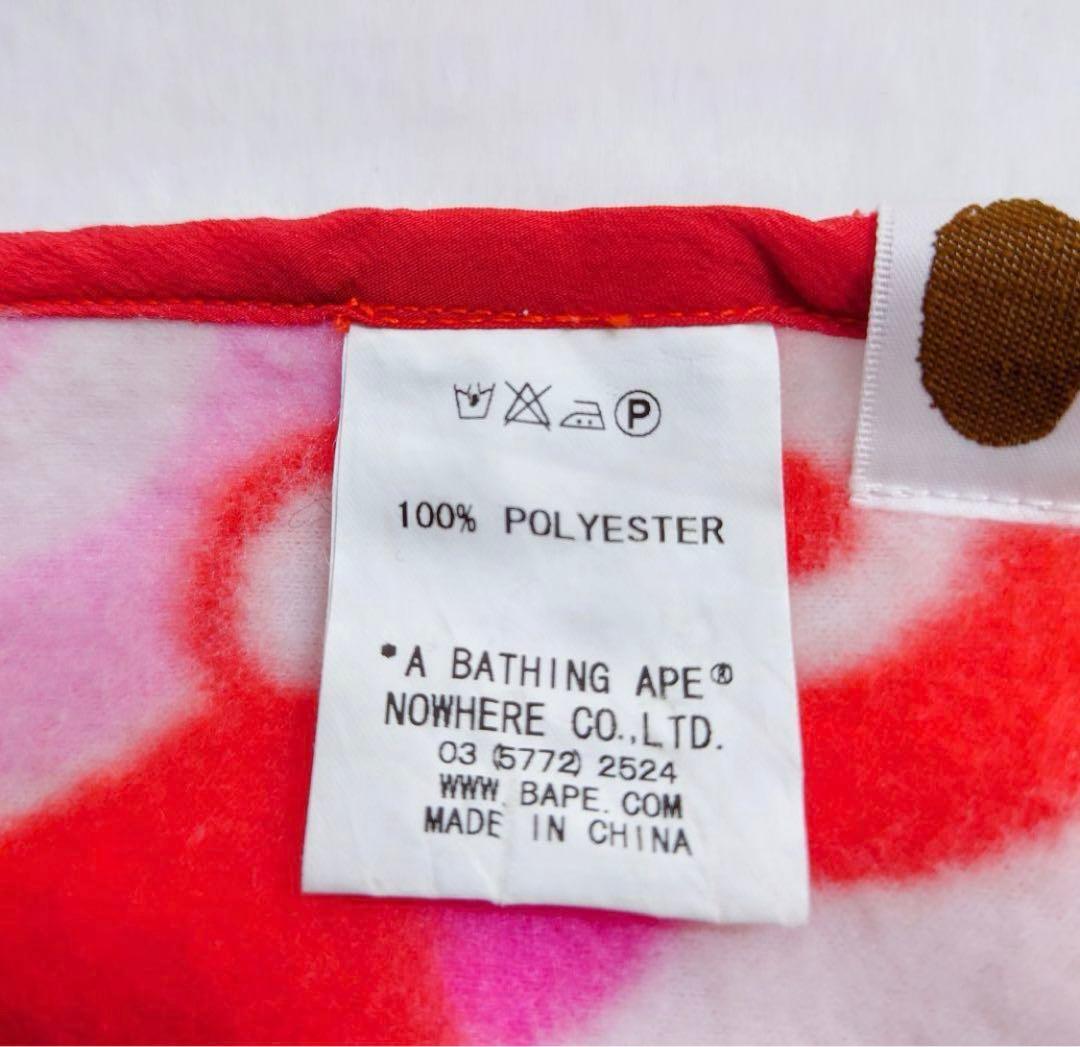 P
100% POLYESTER
*A BATHING APE®
NOWHERE CO.,LTD.
03 (5772) 2524
WWW. BAPE. COM
MADE IN CHINA